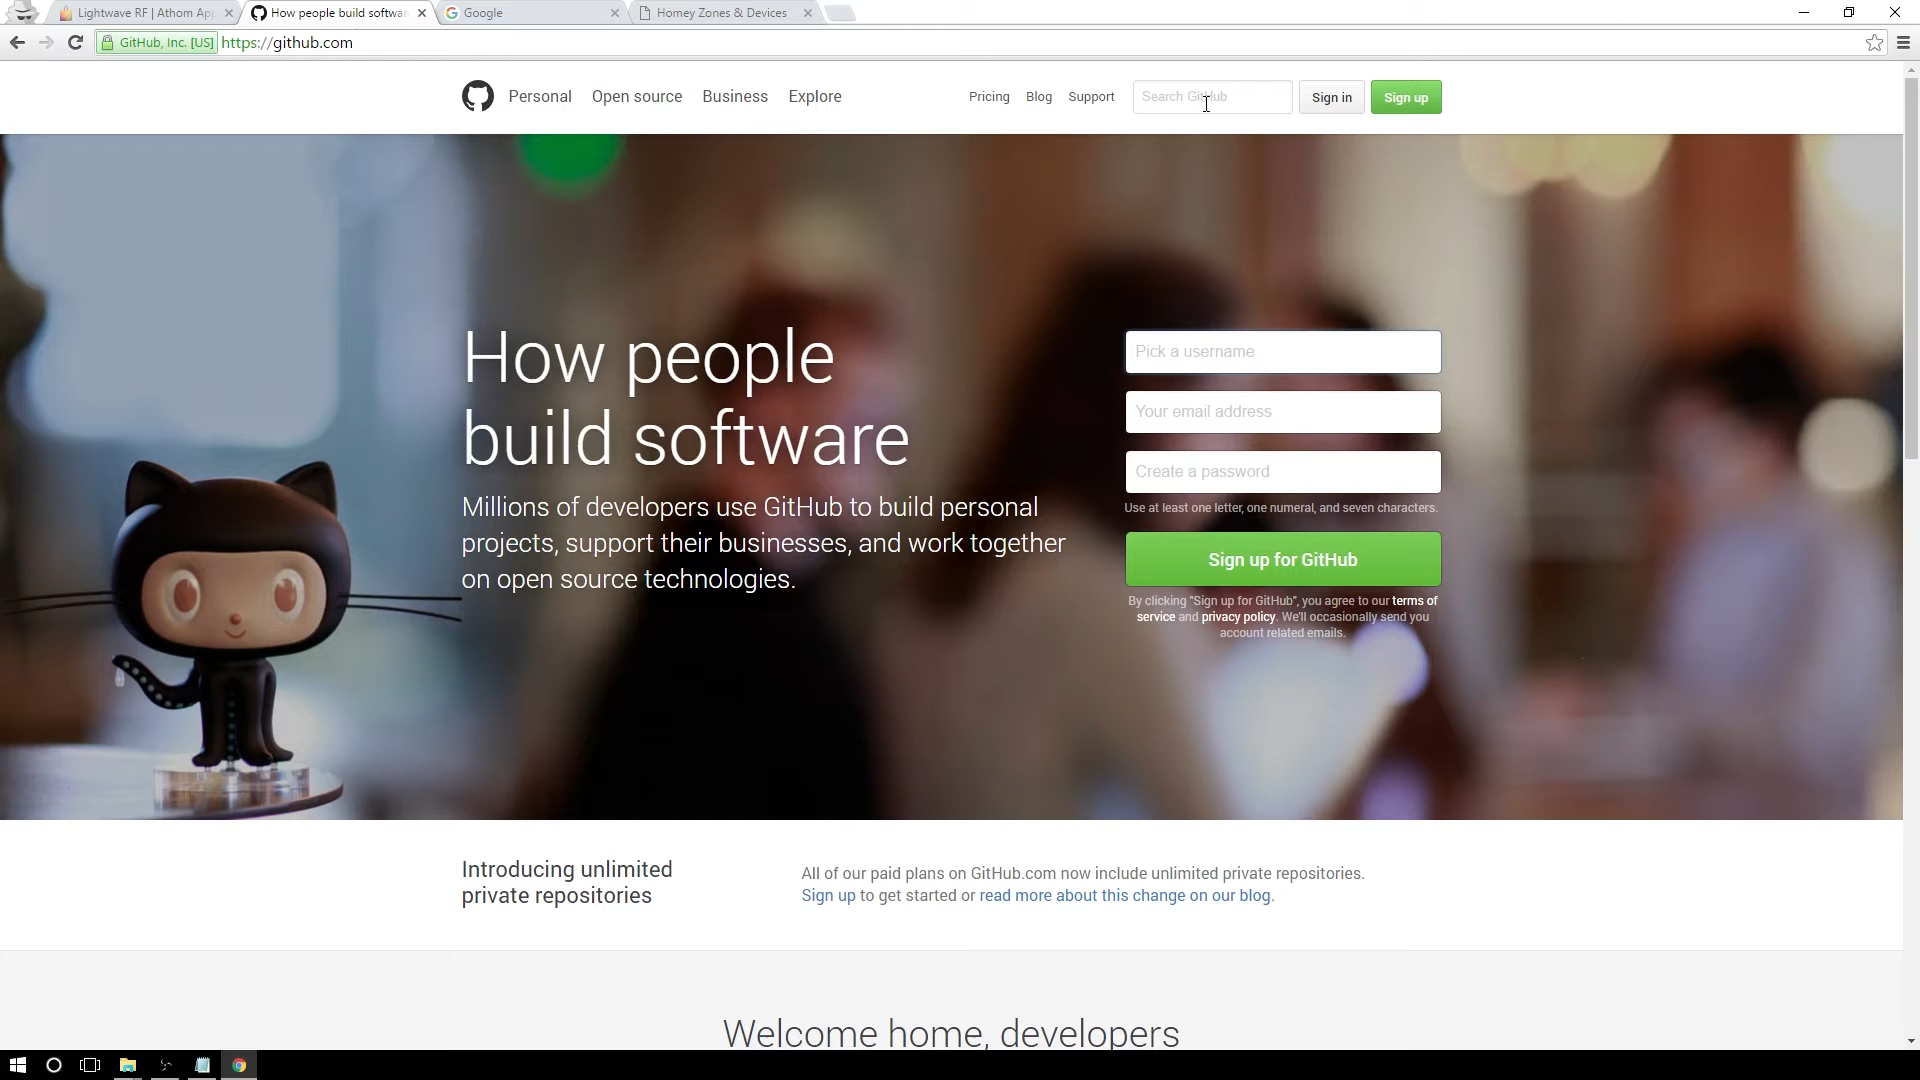 Lightwave RF | Athom Ap
How people build softwa
Google
Homey Zones & Devices
GitHub, Inc. [US]
https://github.com
Personal
Open source
Business
Explore
Pricing
Blog
Support
Search GitHub
Sign in
Sign up
How people
build software
Millions of developers use GitHub to build personal
projects, support their businesses, and work together
on open source technologies.
Pick a username
Your email address
Create a password
Use at least one letter, one numeral, and seven characters.
Sign up for GitHub
By clicking "Sign up for GitHub", you agree to our terms of
service and privacy policy. We'll occasionally send you
account related emails.
Introducing unlimited
private repositories
All of our paid plans on GitHub.com now include unlimited private repositories.
Sign up to get started or read more about this change on our blog.
Welcome home, developers